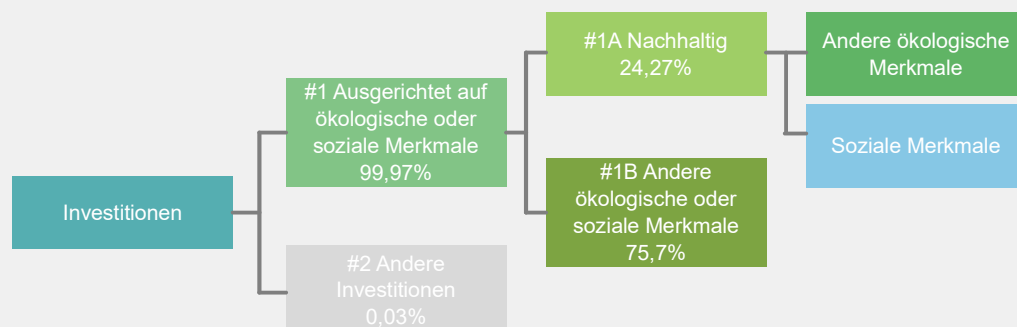 Investitionen
#1 Ausgerichtet auf
ökologische oder
soziale Merkmale
99,97%
#2 Andere
Investitionen
0,03%
#1A Nachhaltig
24,27%
#1B Andere
ökologische oder
soziale Merkmale
75,7%
Andere ökologische
Merkmale
Soziale Merkmale